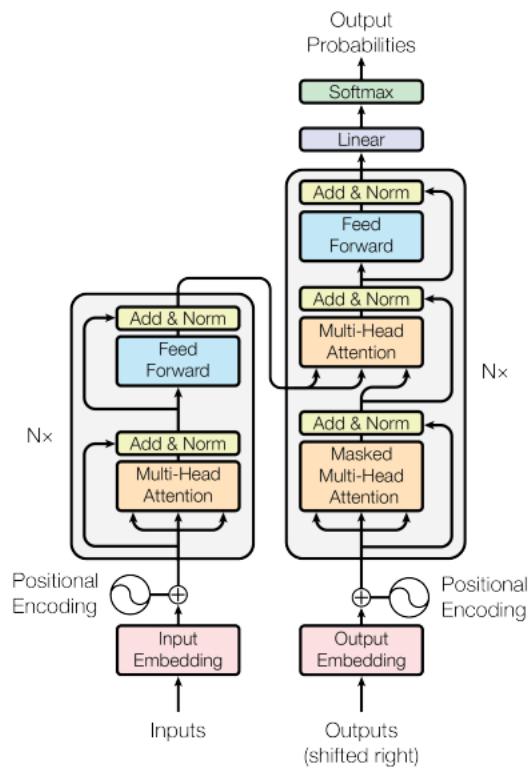 Output
Probabilities
Softmax
Linear
Add & Norm
Feed
Forward
Add & Norm
Multi-Head
Attention
Add & Norm
Masked
Multi-Head
Attention
Nx
Add & Norm
Feed
Forward
Add & Norm
Multi-Head
Attention
Nx
Positional
Encoding
Positional
Encoding
Input
Embedding
Output
Embedding
Inputs
Outputs
(shifted right)